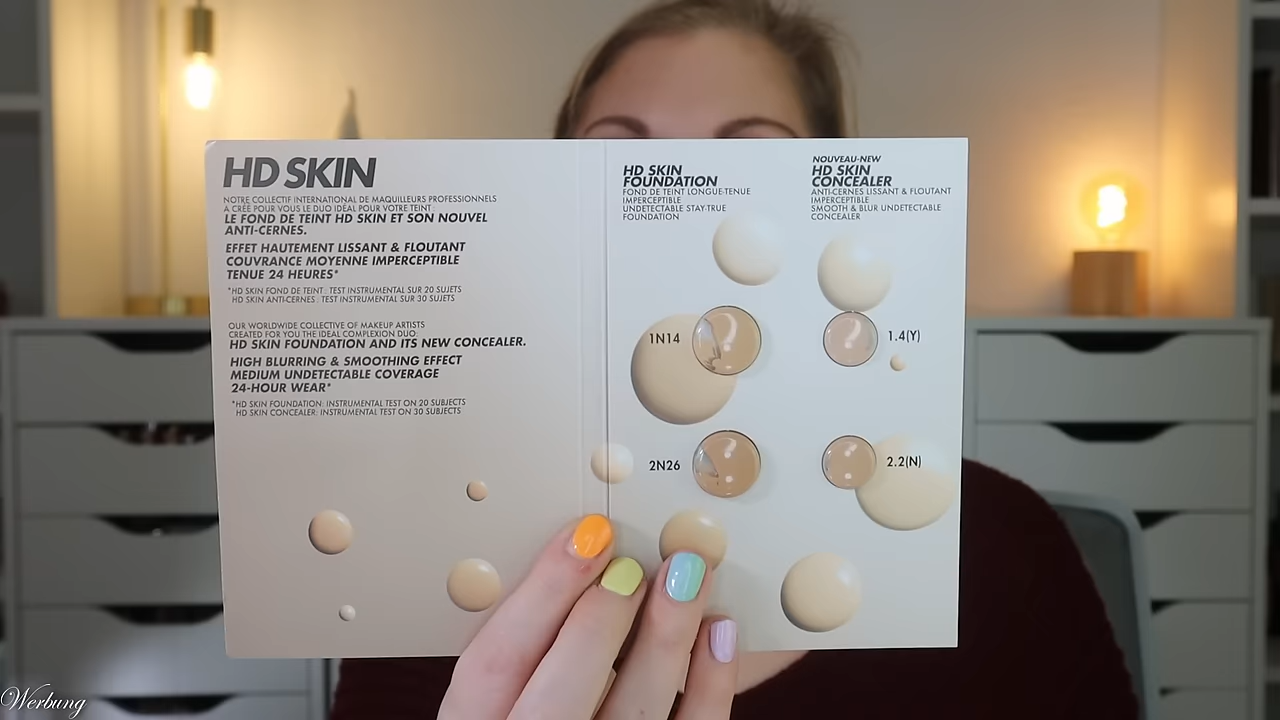 HD SKIN
NOTRE COLLECTIF INTERNATIONAL DE MAQUILLEURS PROFESSIONNELS
A CRÉÉ POUR VOUS LE DUO IDÉAL POUR VOTRE TEINT
LE FOND DE TEINT HD SKIN ET SON NOUVEL
ANTI-CERNES.
EFFET HAUTEMENT LISSANT & FLOUTANT
COUVRANCE MOYENNE IMPERCEPTIBLE
TENUE 24 HEURES*
*HD SKIN FOND DE TEINT : TEST INSTRUMENTAL SUR 20 SUJETS
HD SKIN ANTI-CERNES : TEST INSTRUMENTAL SUR 30 SUJETS
OUR WORLDWIDE COLLECTIVE OF MAKEUP ARTISTS
CREATED FOR YOU THE IDEAL COMPLEXION DUO:
HD SKIN FOUNDATION AND ITS NEW CONCEALER.
HIGH BLURRING & SMOOTHING EFFECT
MEDIUM UNDETECTABLE COVERAGE
24-HOUR WEAR*
*HD SKIN FOUNDATION: INSTRUMENTAL TEST ON 20 SUBJECTS
HD SKIN CONCEALER: INSTRUMENTAL TEST ON 30 SUBJECTS
HD SKIN
FOUNDATION
FOND DE TEINT LONGUE-TENUE
IMPERCEPTIBLE
UNDETECTABLE STAY-TRUE
FOUNDATION
1N14
2N26
NOUVEAU-NEW
HD SKIN
CONCEALER
ANTI-CERNES LISSANT & FLOUTANT
IMPERCEPTIBLE
SMOOTH & BLUR UNDETECTABLE
CONCEALER
1.4(Y)
2.2(N)
Werbung